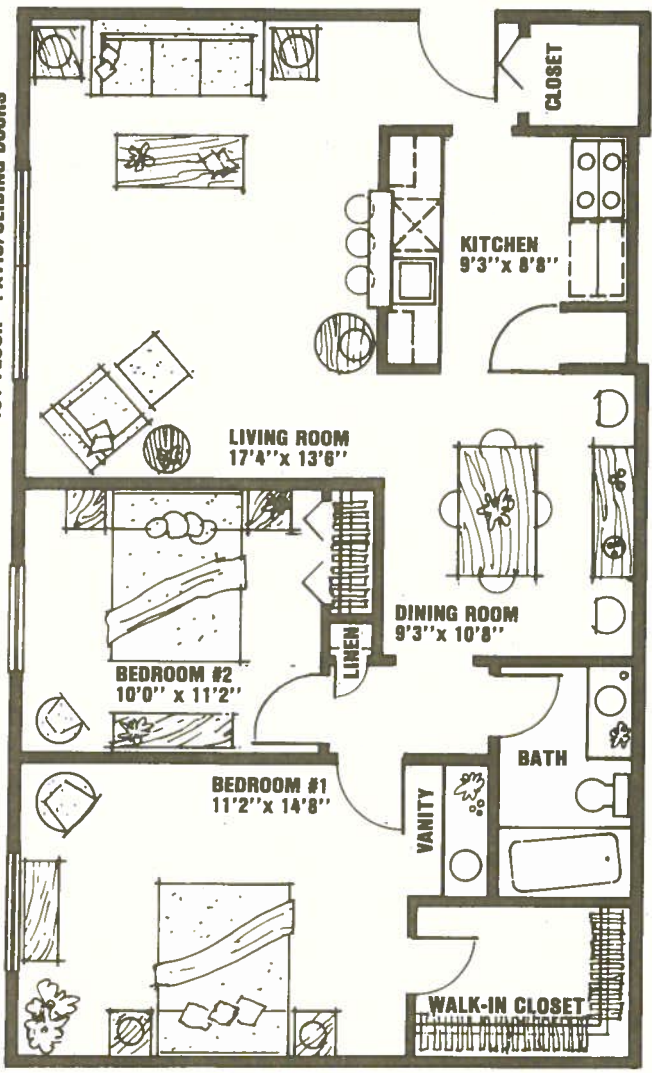 CLOSET
KITCHEN
9'3''x 8'8''
LIVING ROOM
17'4''x 13'6''
DINING ROOM
9'3''x 10'8''
LINEN
BEDROOM #2
10'0'' x 11'2''
BATH
BEDROOM #1
11'2''x 14'8''
VANITY
WALK-IN CLOSET